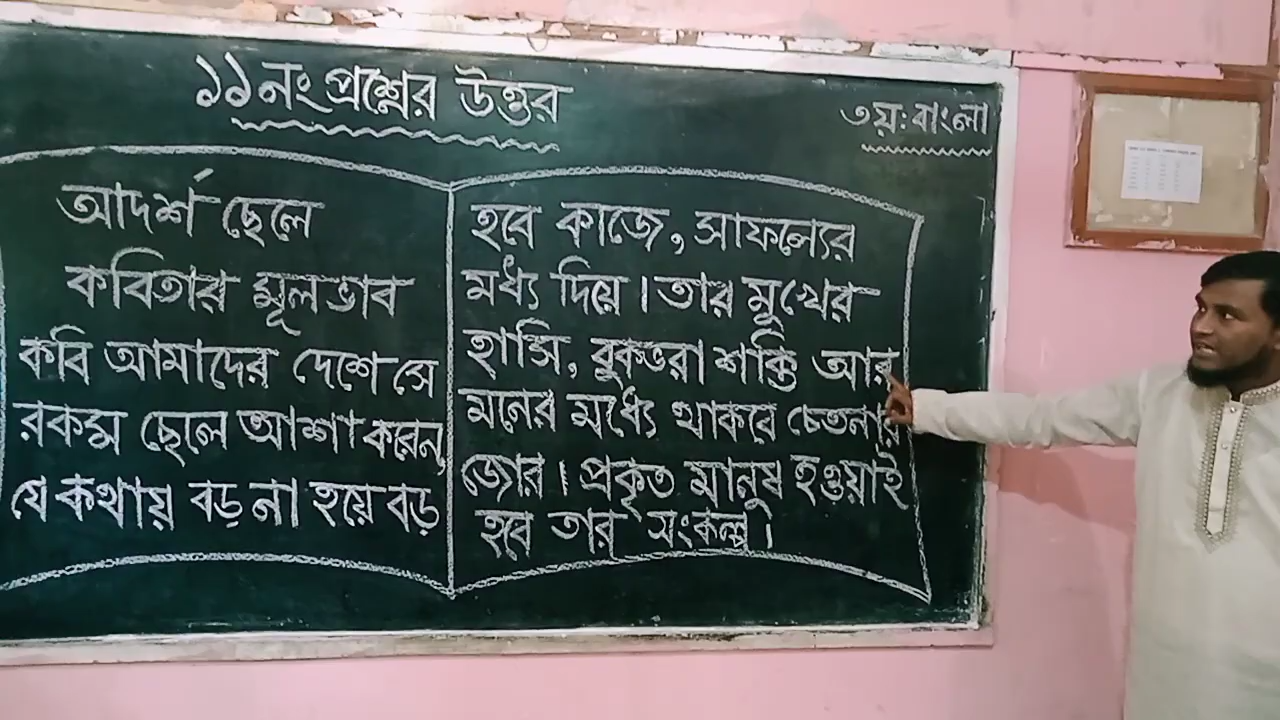 ১১নং প্রশ্নের উত্তর
৩য়: বাংলা
আদর্শ ছেলে
কবিতার মূলভাব
কবি আমাদের দেশে সে
রকম ছেলে আশা করেন,
যে কথায় বড় না হয়ে বড়
হবে কাজে, সাফল্যের
মধ্য দিয়ে। তার মুখের
হাসি, বুকভরা শক্তি আর
মনের মধ্যে থাকবে চেতনার
জোর। প্রকৃত মানুষ হওয়াই
হবে তার সংকল্প।